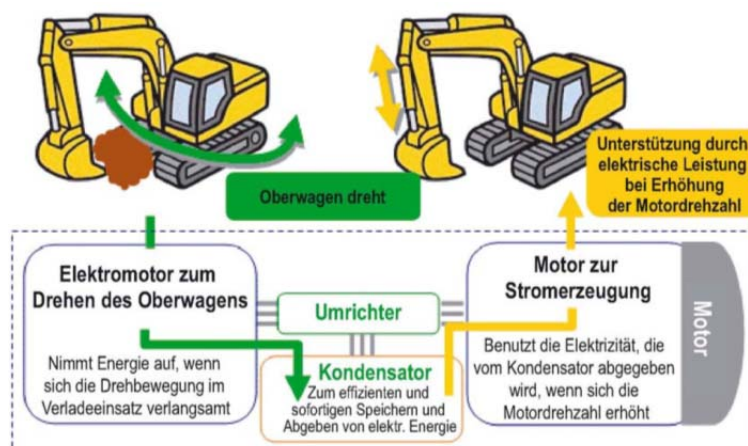 Oberwagen dreht
Unterstützung durch
elektrische Leistung
bei Erhöhung
der Motordrehzahl
Elektromotor zum
Drehen des Oberwagens
Nimmt Energie auf, wenn
sich die Drehbewegung im
Verladeeinsatz verlangsamt
Umrichter
Kondensator
Zum effizienten und
sofortigen Speichern und
Abgeben von elektr. Energie
Motor zur
Stromerzeugung
Benutzt die Elektrizität, die
vom Kondensator abgegeben
wird, wenn sich die
Motordrehzahl erhöht
Motor